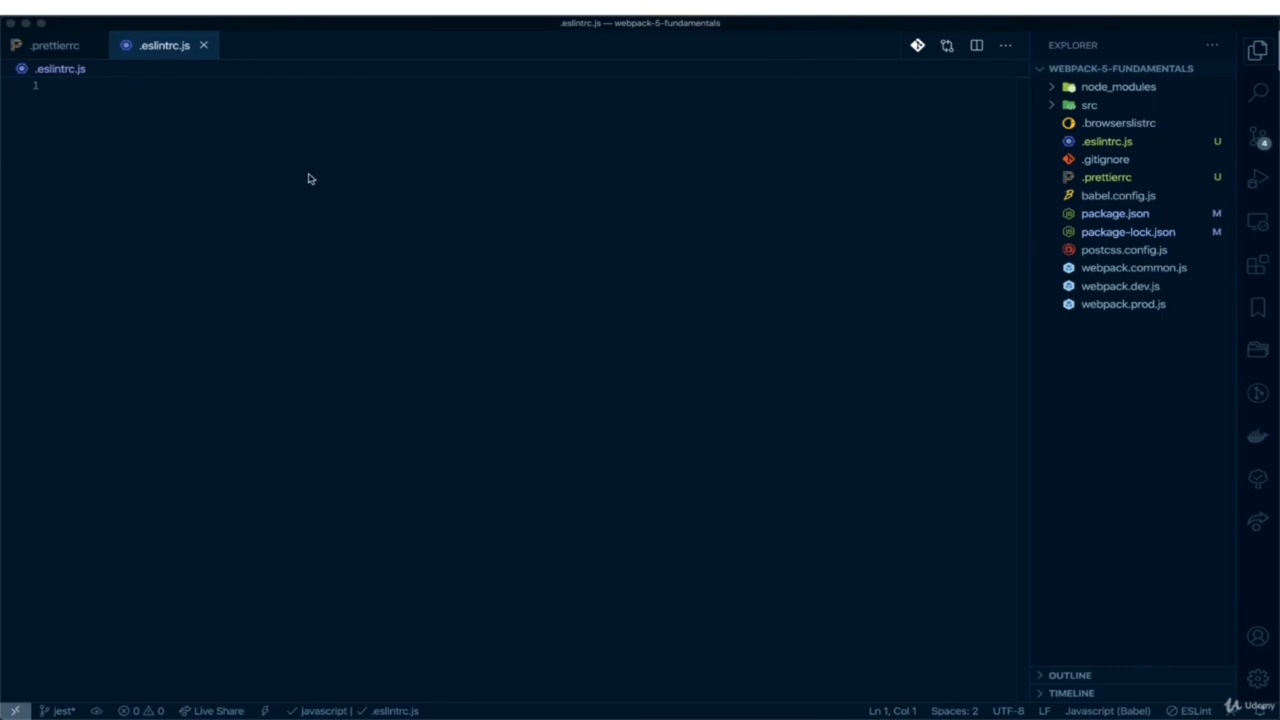 .eslintrc.js — webpack-5-fundamentals
.prettierrc
.eslintrc.js
.eslintrc.js
1
EXPLORER
WEBPACK-5-FUNDAMENTALS
node_modules
src
.browserslistrc
.eslintrc.js U
.gitignore
.prettierrc U
babel.config.js
package.json M
package-lock.json M
postcss.config.js
webpack.common.js
webpack.dev.js
webpack.prod.js
4
OUTLINE
TIMELINE
jest* 0 0 Live Share javascript | .eslintrc.js
Ln 1, Col 1 Spaces: 2 UTF-8 LF Javascript (Babel) ESLint
Udemy